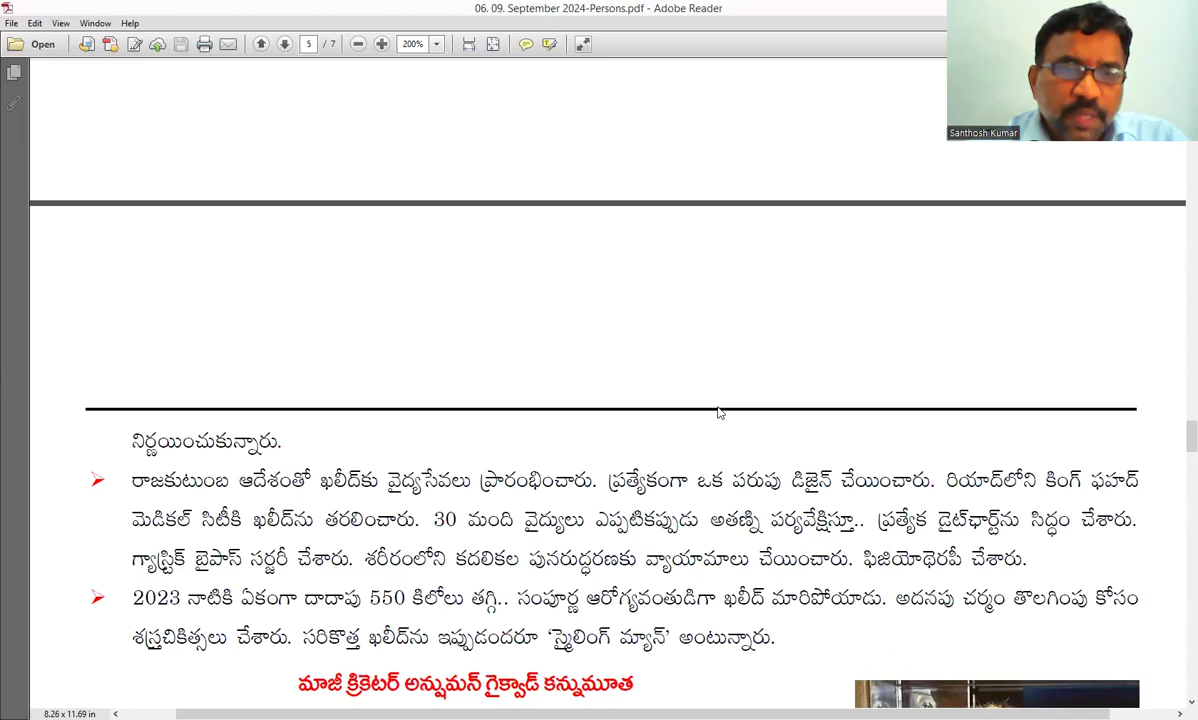 06. 09. September 2024-Persons.pdf - Adobe Reader
File Edit View Window Help
Open 5 / 7 200%
Santhosh Kumar
నిర్ణయించుకున్నారు.
రాజకుటుంబ ఆదేశంతో ఖలీద్‌కు వైద్యసేవలు ప్రారంభించారు. ప్రత్యేకంగా ఒక పరుపు డిజైన్ చేయించారు. రియాద్‌లోని కింగ్ ఫహద్
మెడికల్ సిటీకి ఖలీద్‌ను తరలించారు. 30 మంది వైద్యులు ఎప్పటికప్పుడు అతణ్ని పర్యవేక్షిస్తూ.. ప్రత్యేక డైట్‌ఛార్ట్‌ను సిద్ధం చేశారు.
గ్యాస్ట్రిక్ బైపాస్ సర్జరీ చేశారు. శరీరంలోని కదలికల పునరుద్ధరణకు వ్యాయామాలు చేయించారు. ఫిజియోథెరపీ చేశారు.
2023 నాటికి ఏకంగా దాదాపు 550 కిలోలు తగ్గి.. సంపూర్ణ ఆరోగ్యవంతుడిగా ఖలీద్ మారిపోయాడు. అదనపు చర్మం తొలగింపు కోసం
శస్త్రచికిత్సలు చేశారు. సరికొత్త ఖలీద్‌ను ఇప్పుడందరూ ‘స్మైలింగ్ మ్యాన్’ అంటున్నారు.
మాజీ క్రికెటర్ అన్షుమన్ గైక్వాడ్ కన్నుమూత
8.26 x 11.69 in